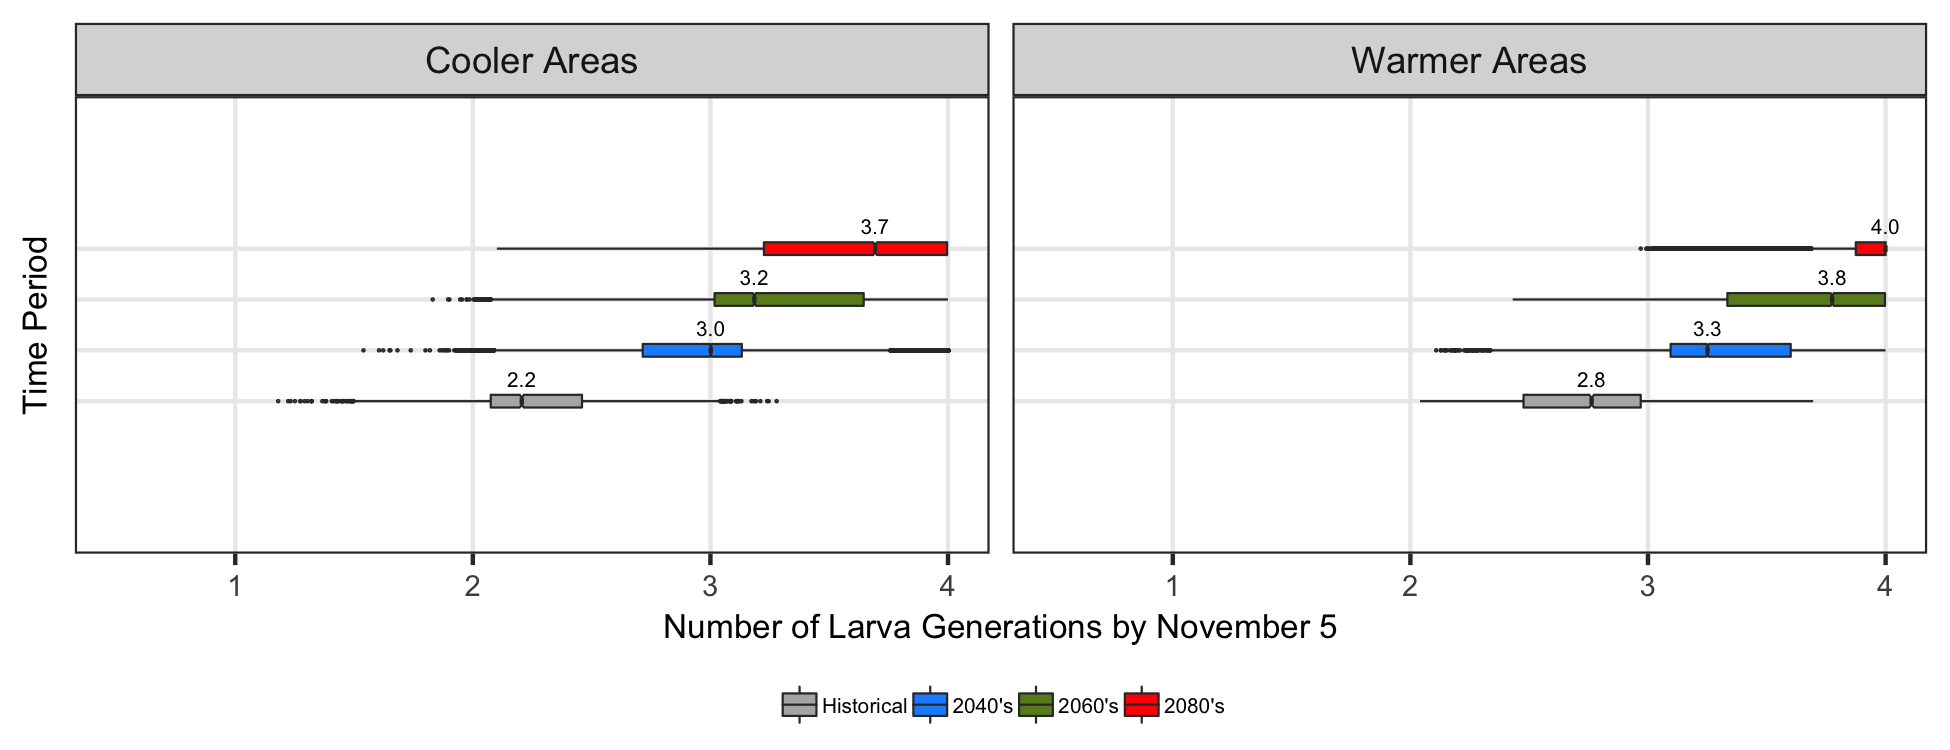 Cooler Areas
Warmer Areas
Time Period
3.7
3.2
3.0
2.2
4.0
3.8
3.3
2.8
1 2 3 4
1 2 3 4
Number of Larva Generations by November 5
Historical 2040's 2060's 2080's